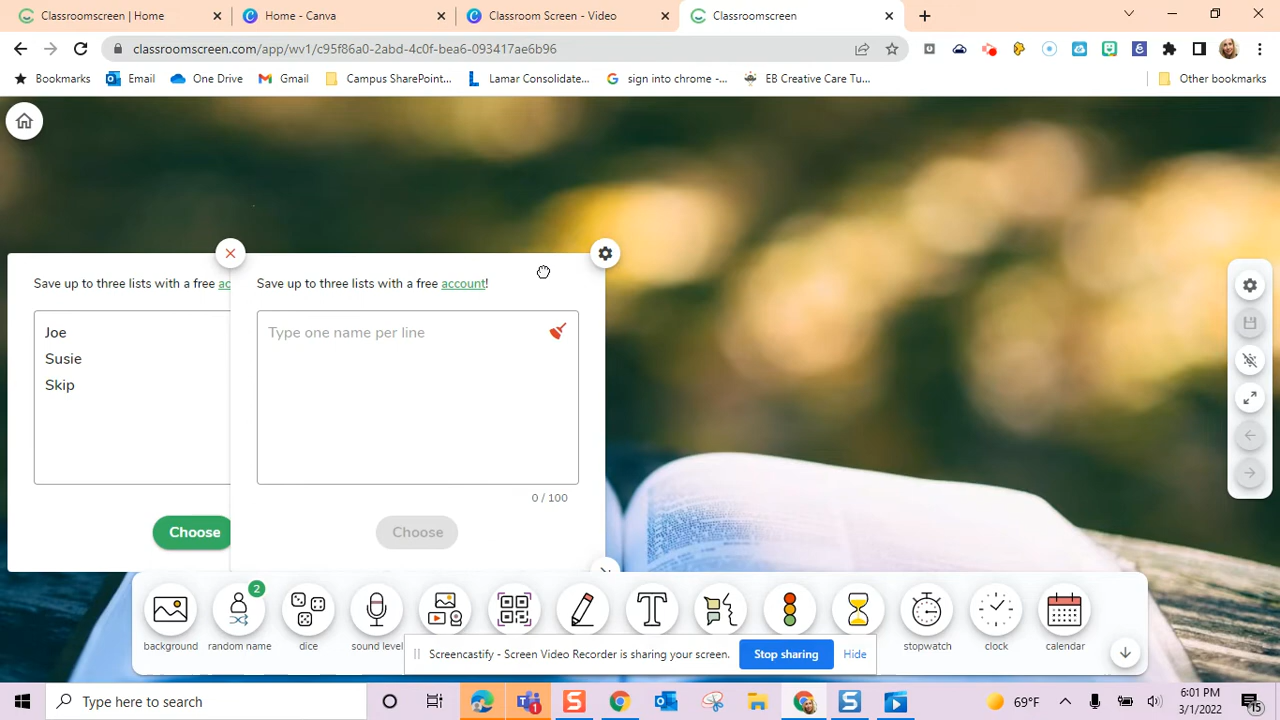 Classroomscreen | Home
Home - Canva
Classroom Screen - Video
Classroomscreen
classroomscreen.com/app/wv1/c95f86a0-2abd-4c0f-bea6-093417ae6b96
Bookmarks
Email
One Drive
Gmail
Campus SharePoint...
Lamar Consolidate...
sign into chrome -...
EB Creative Care Tu...
Other bookmarks
Save up to three lists with a free ac
Joe
Susie
Skip
Choose
Save up to three lists with a free account!
Type one name per line
0 / 100
Choose
2
background
random name
dice
sound level
stopwatch
clock
calendar
Screencastify - Screen Video Recorder is sharing your screen.
Stop sharing
Hide
Type here to search
1
69°F
6:01 PM
3/1/2022
15